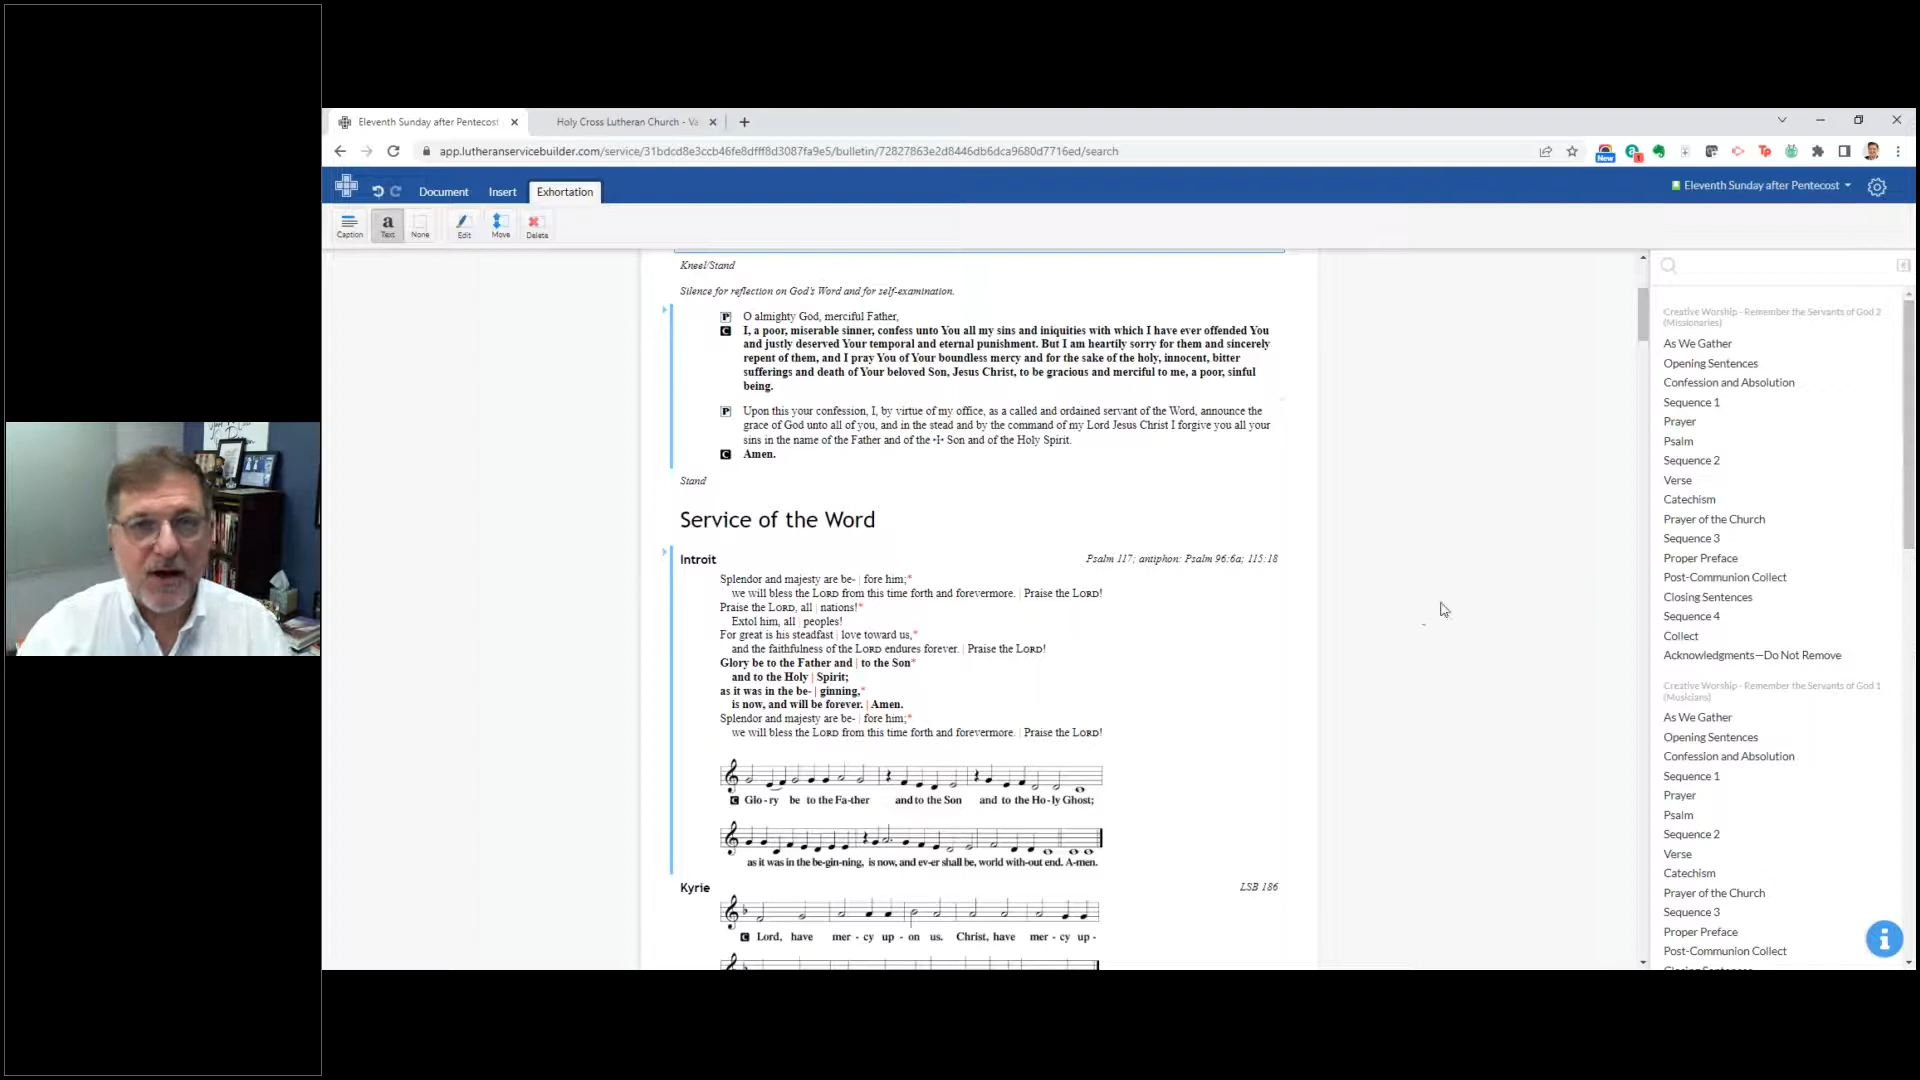 Eleventh Sunday after Pentecost
Holy Cross Lutheran Church - Va
app.lutheranservicebuilder.com/service/31bdcd8e3ccb46fe8dfff8d3087fa9e5/bulletin/72827863e2d8446db6dca9680d7716ed/search
New
Document
Insert
Exhortation
Eleventh Sunday after Pentecost
a
Caption
Text
None
Edit
Move
Delete
Kneel/Stand
Silence for reflection on God's Word and for self-examination.
P O almighty God, merciful Father,
C I, a poor, miserable sinner, confess unto You all my sins and iniquities with which I have ever offended You
and justly deserved Your temporal and eternal punishment. But I am heartily sorry for them and sincerely
repent of them, and I pray You of Your boundless mercy and for the sake of the holy, innocent, bitter
sufferings and death of Your beloved Son, Jesus Christ, to be gracious and merciful to me, a poor, sinful
being.
P Upon this your confession, I, by virtue of my office, as a called and ordained servant of the Word, announce the
grace of God unto all of you, and in the stead and by the command of my Lord Jesus Christ I forgive you all your
sins in the name of the Father and of the ✠ Son and of the Holy Spirit.
C Amen.
Stand
Service of the Word
Introit Psalm 117; antiphon: Psalm 96:6a; 115:18
Splendor and majesty are be- | fore him;*
we will bless the LORD from this time forth and forevermore. | Praise the LORD!
Praise the LORD, all | nations!*
Extol him, all | peoples!
For great is his steadfast | love toward us,*
and the faithfulness of the LORD endures forever. | Praise the LORD!
Glory be to the Father and | to the Son*
and to the Holy | Spirit;
as it was in the be- | ginning,*
is now, and will be forever. | Amen.
Splendor and majesty are be- | fore him;*
we will bless the LORD from this time forth and forevermore. | Praise the LORD!
C Glo - ry be to the Fa-ther and to the Son and to the Ho - ly Ghost;
as it was in the be-gin-ning, is now, and ev-er shall be, world with-out end. A-men.
Kyrie LSB 186
C Lord, have mer - cy up - on us. Christ, have mer - cy up -
Creative Worship - Remember the Servants of God 2
(Missionaries)
As We Gather
Opening Sentences
Confession and Absolution
Sequence 1
Prayer
Psalm
Sequence 2
Verse
Catechism
Prayer of the Church
Sequence 3
Proper Preface
Post-Communion Collect
Closing Sentences
Sequence 4
Collect
Acknowledgments—Do Not Remove
Creative Worship - Remember the Servants of God 1
(Musicians)
As We Gather
Opening Sentences
Confession and Absolution
Sequence 1
Prayer
Psalm
Sequence 2
Verse
Catechism
Prayer of the Church
Sequence 3
Proper Preface
Post-Communion Collect